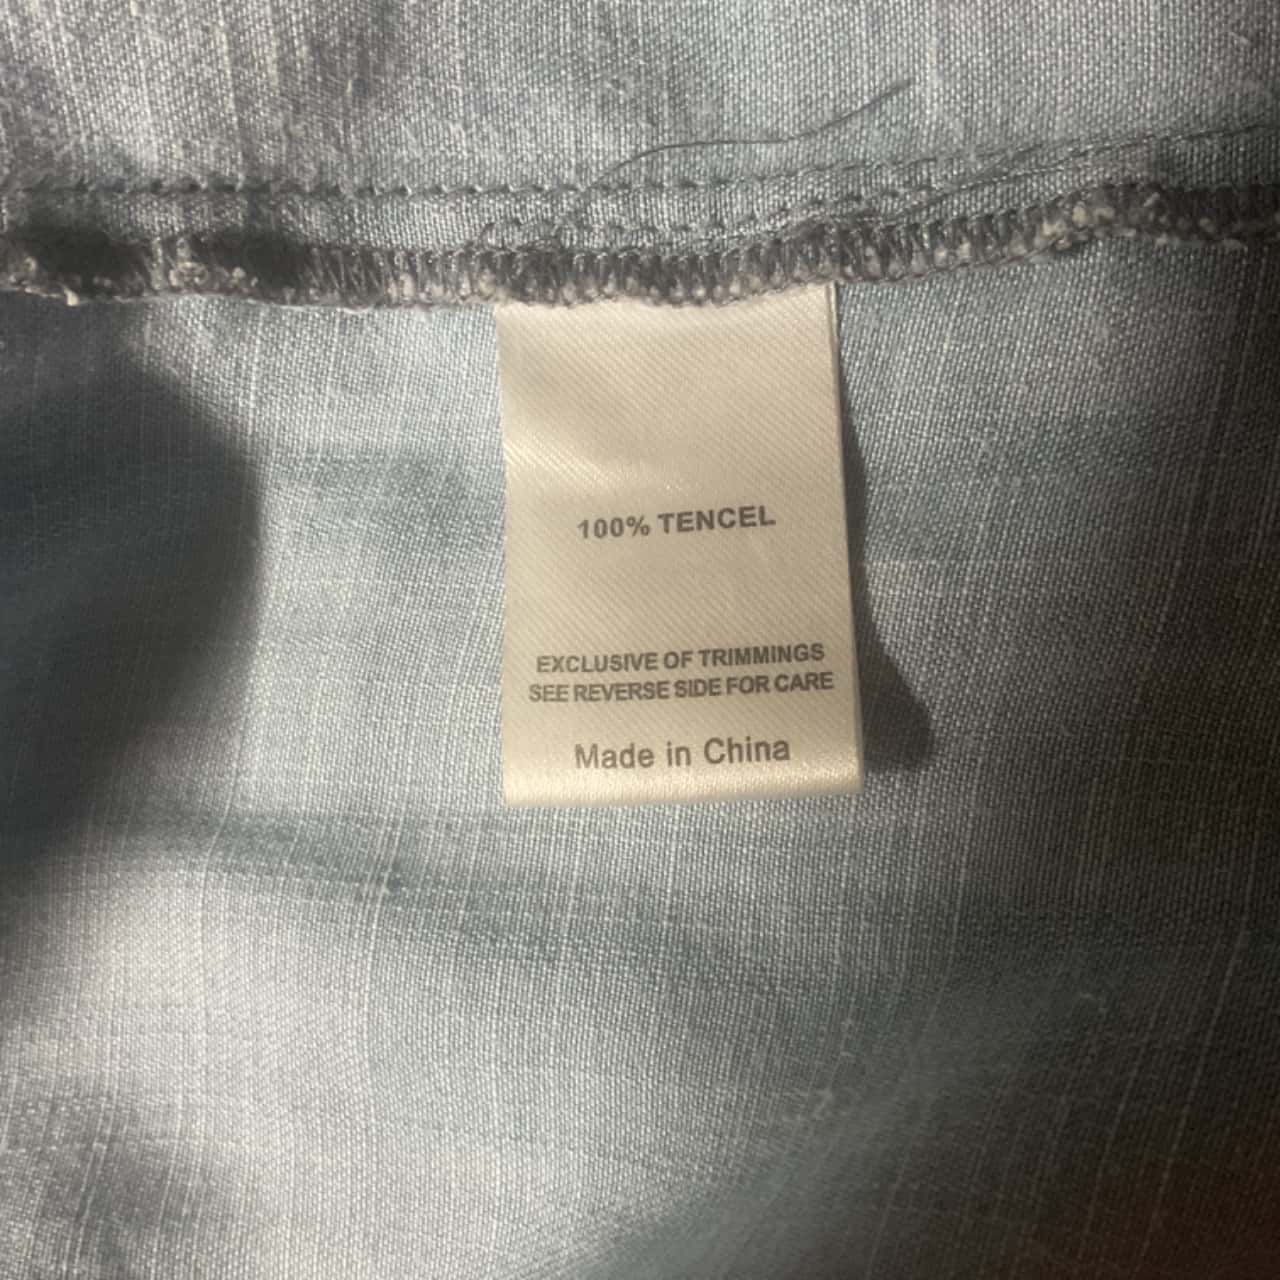 100% TENCEL
EXCLUSIVE OF TRIMMINGS
SEE REVERSE SIDE FOR CARE
Made in China